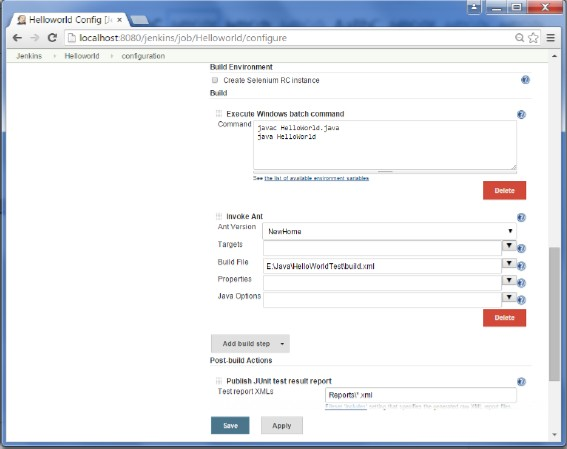 Helloworld Config [J
localhost:8080/jenkins/job/Helloworld/configure
Jenkins Helloworld configuration
Build Environment
Create Selenium RC instance
Build
Execute Windows batch command
Command
javac HelloWorld.java
java HelloWorld
See the list of available environment variables
Delete
Invoke Ant
Ant Version NewHome
Targets
Build File E:\Java\HelloWorldTest\build.xml
Properties
Java Options
Delete
Add build step
Post-build Actions
Publish JUnit test result report
Test report XMLs Reports\*.xml
Save Apply